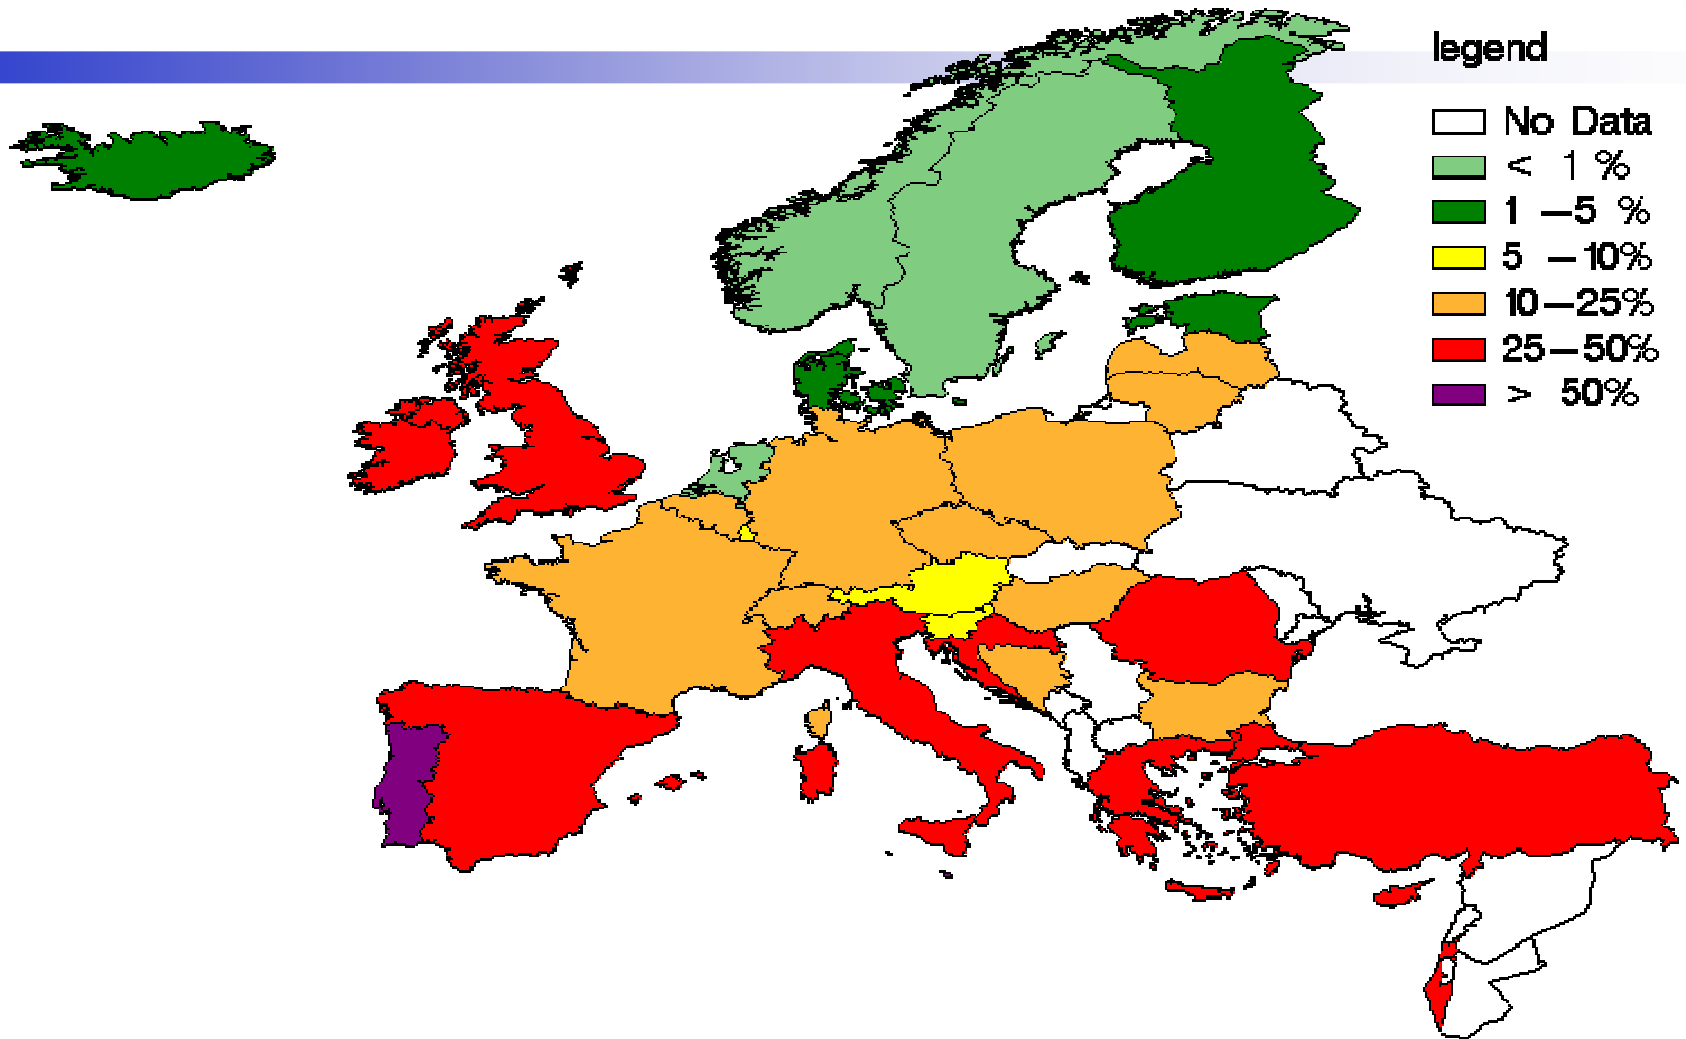 legend
No Data
< 1 %
1 –5 %
5 –10%
10–25%
25–50%
> 50%